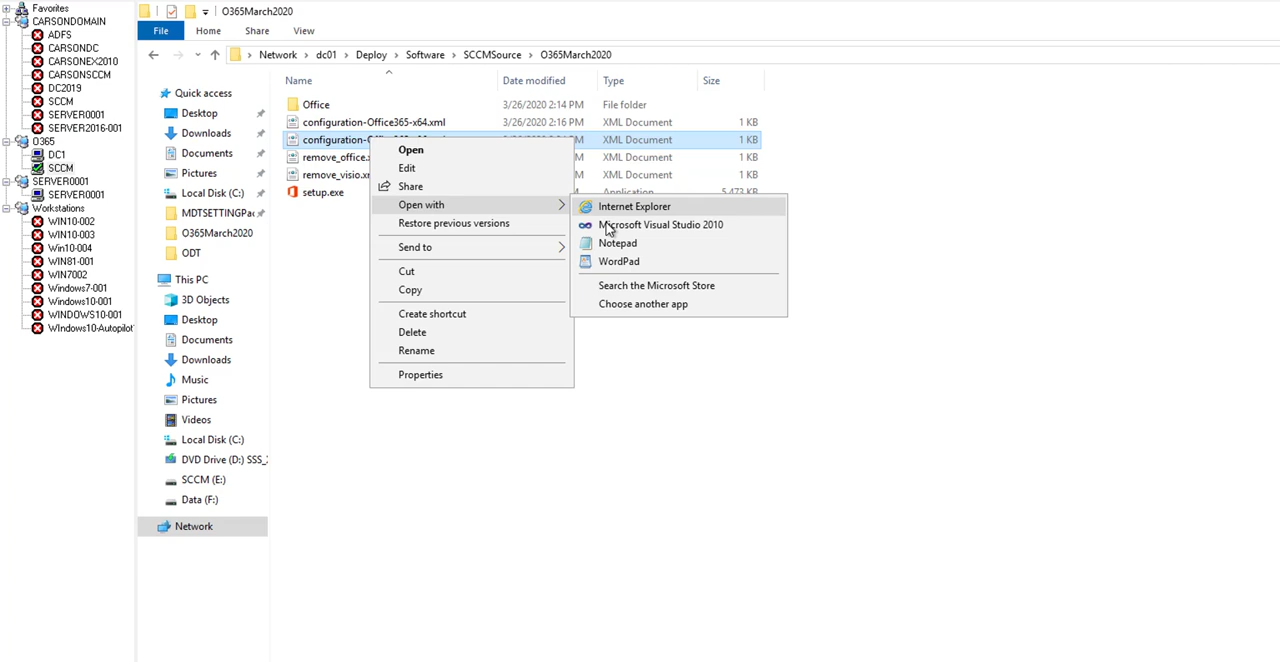 Favorites
CARSONDOMAIN
ADFS
CARSONDC
CARSONEX2010
CARSONSCCM
DC2019
SCCM
SERVER0001
SERVER2016-001
O365
DC1
SCCM
SERVER0001
SERVER0001
Workstations
WIN10-002
WIN10-003
Win10-004
WIN81-001
WIN7002
Windows7-001
Windows10-001
WINDOWS10-001
WIndows10-Autopilot
O365March2020
File Home Share View
Network > dc01 > Deploy > Software > SCCMSource > O365March2020
Quick access
Desktop
Downloads
Documents
Pictures
Local Disk (C:)
MDTSETTINGPac
O365March2020
ODT
This PC
3D Objects
Desktop
Documents
Downloads
Music
Pictures
Videos
Local Disk (C:)
DVD Drive (D:) SSS_
SCCM (E:)
Data (F:)
Network
Name Date modified Type Size
Office 3/26/2020 2:14 PM File folder
configuration-Office365-x64.xml 3/26/2020 2:16 PM XML Document 1 KB
configuration- M XML Document 1 KB
remove_office.x M XML Document 1 KB
remove_visio.xm M XML Document 1 KB
setup.exe M Application 5,473 KB
Open
Edit
Share
Open with
Restore previous versions
Send to
Cut
Copy
Create shortcut
Delete
Rename
Properties
Internet Explorer
Microsoft Visual Studio 2010
Notepad
WordPad
Search the Microsoft Store
Choose another app